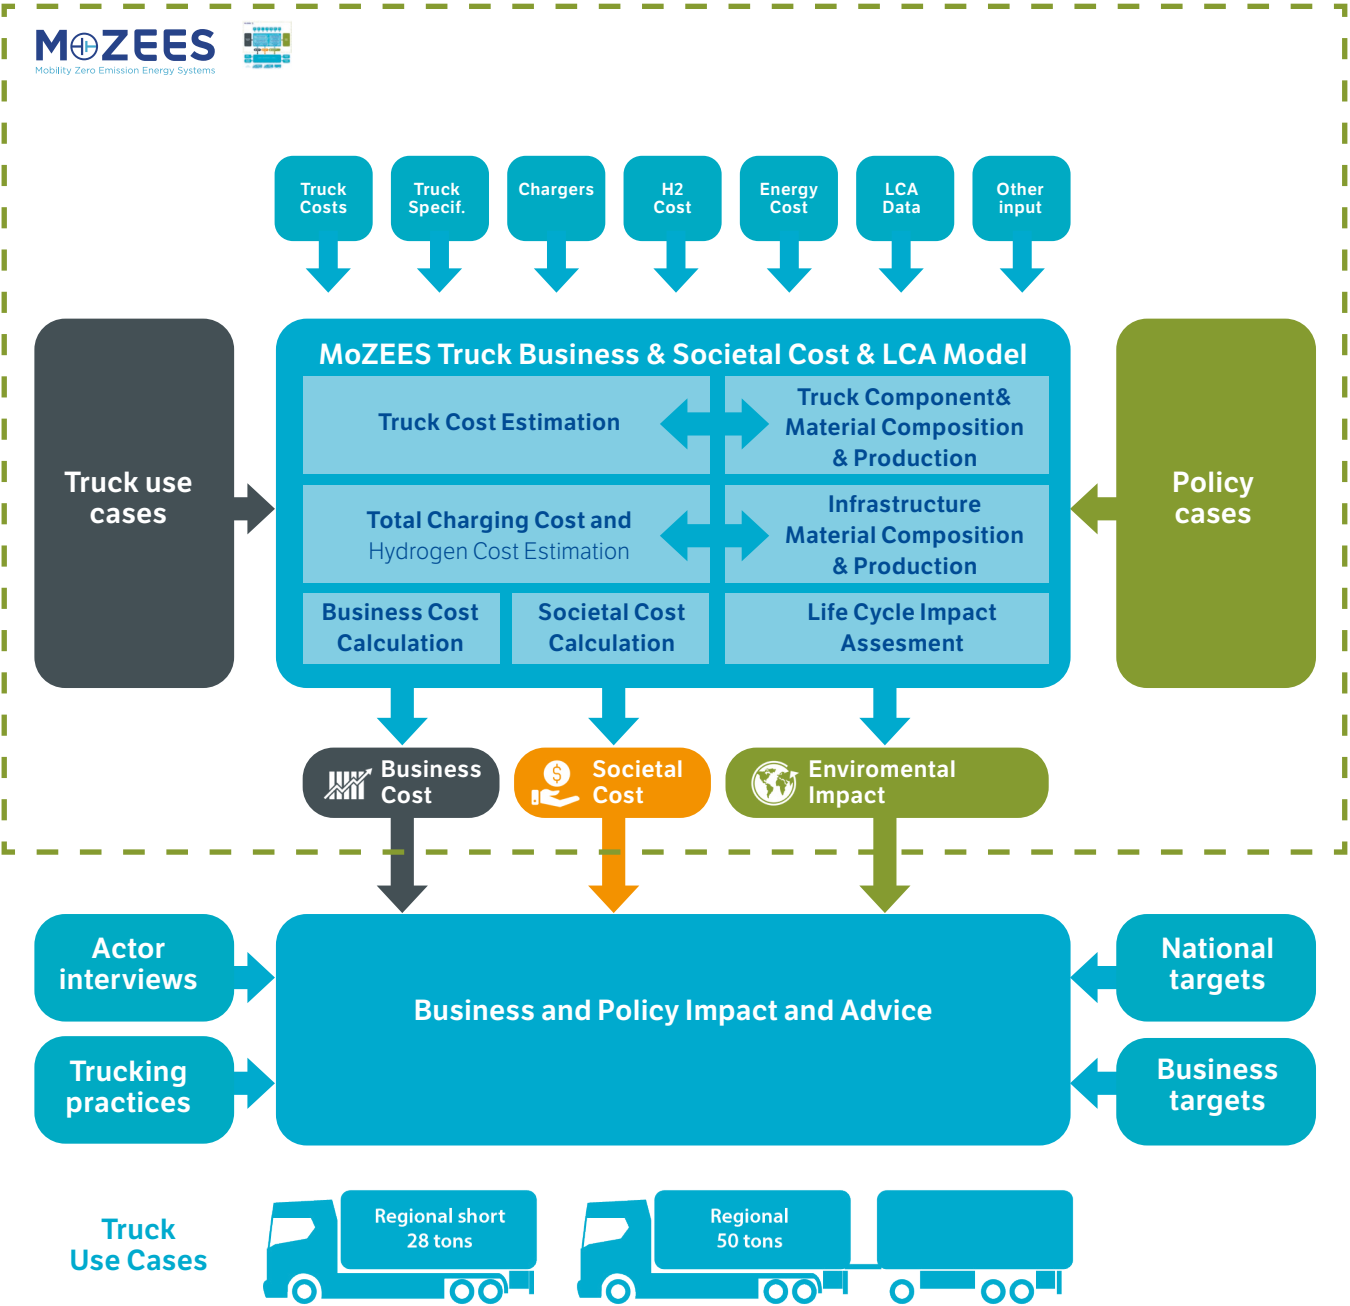 MoZEES
Mobility Zero Emission Energy Systems
Truck
Costs
Truck
Specif.
Chargers
H2
Cost
Energy
Cost
LCA
Data
Other
input
MoZEES Truck Business & Societal Cost & LCA Model
Truck Cost Estimation
Truck Component&
Material Composition
& Production
Truck use
cases
Policy
cases
Total Charging Cost and
Hydrogen Cost Estimation
Infrastructure
Material Composition
& Production
Business Cost
Calculation
Societal Cost
Calculation
Life Cycle Impact
Assesment
Business
Cost
$
Societal
Cost
Enviromental
Impact
Actor
interviews
National
targets
Business and Policy Impact and Advice
Trucking
practices
Business
targets
Truck
Use Cases
Regional short
28 tons
Regional
50 tons